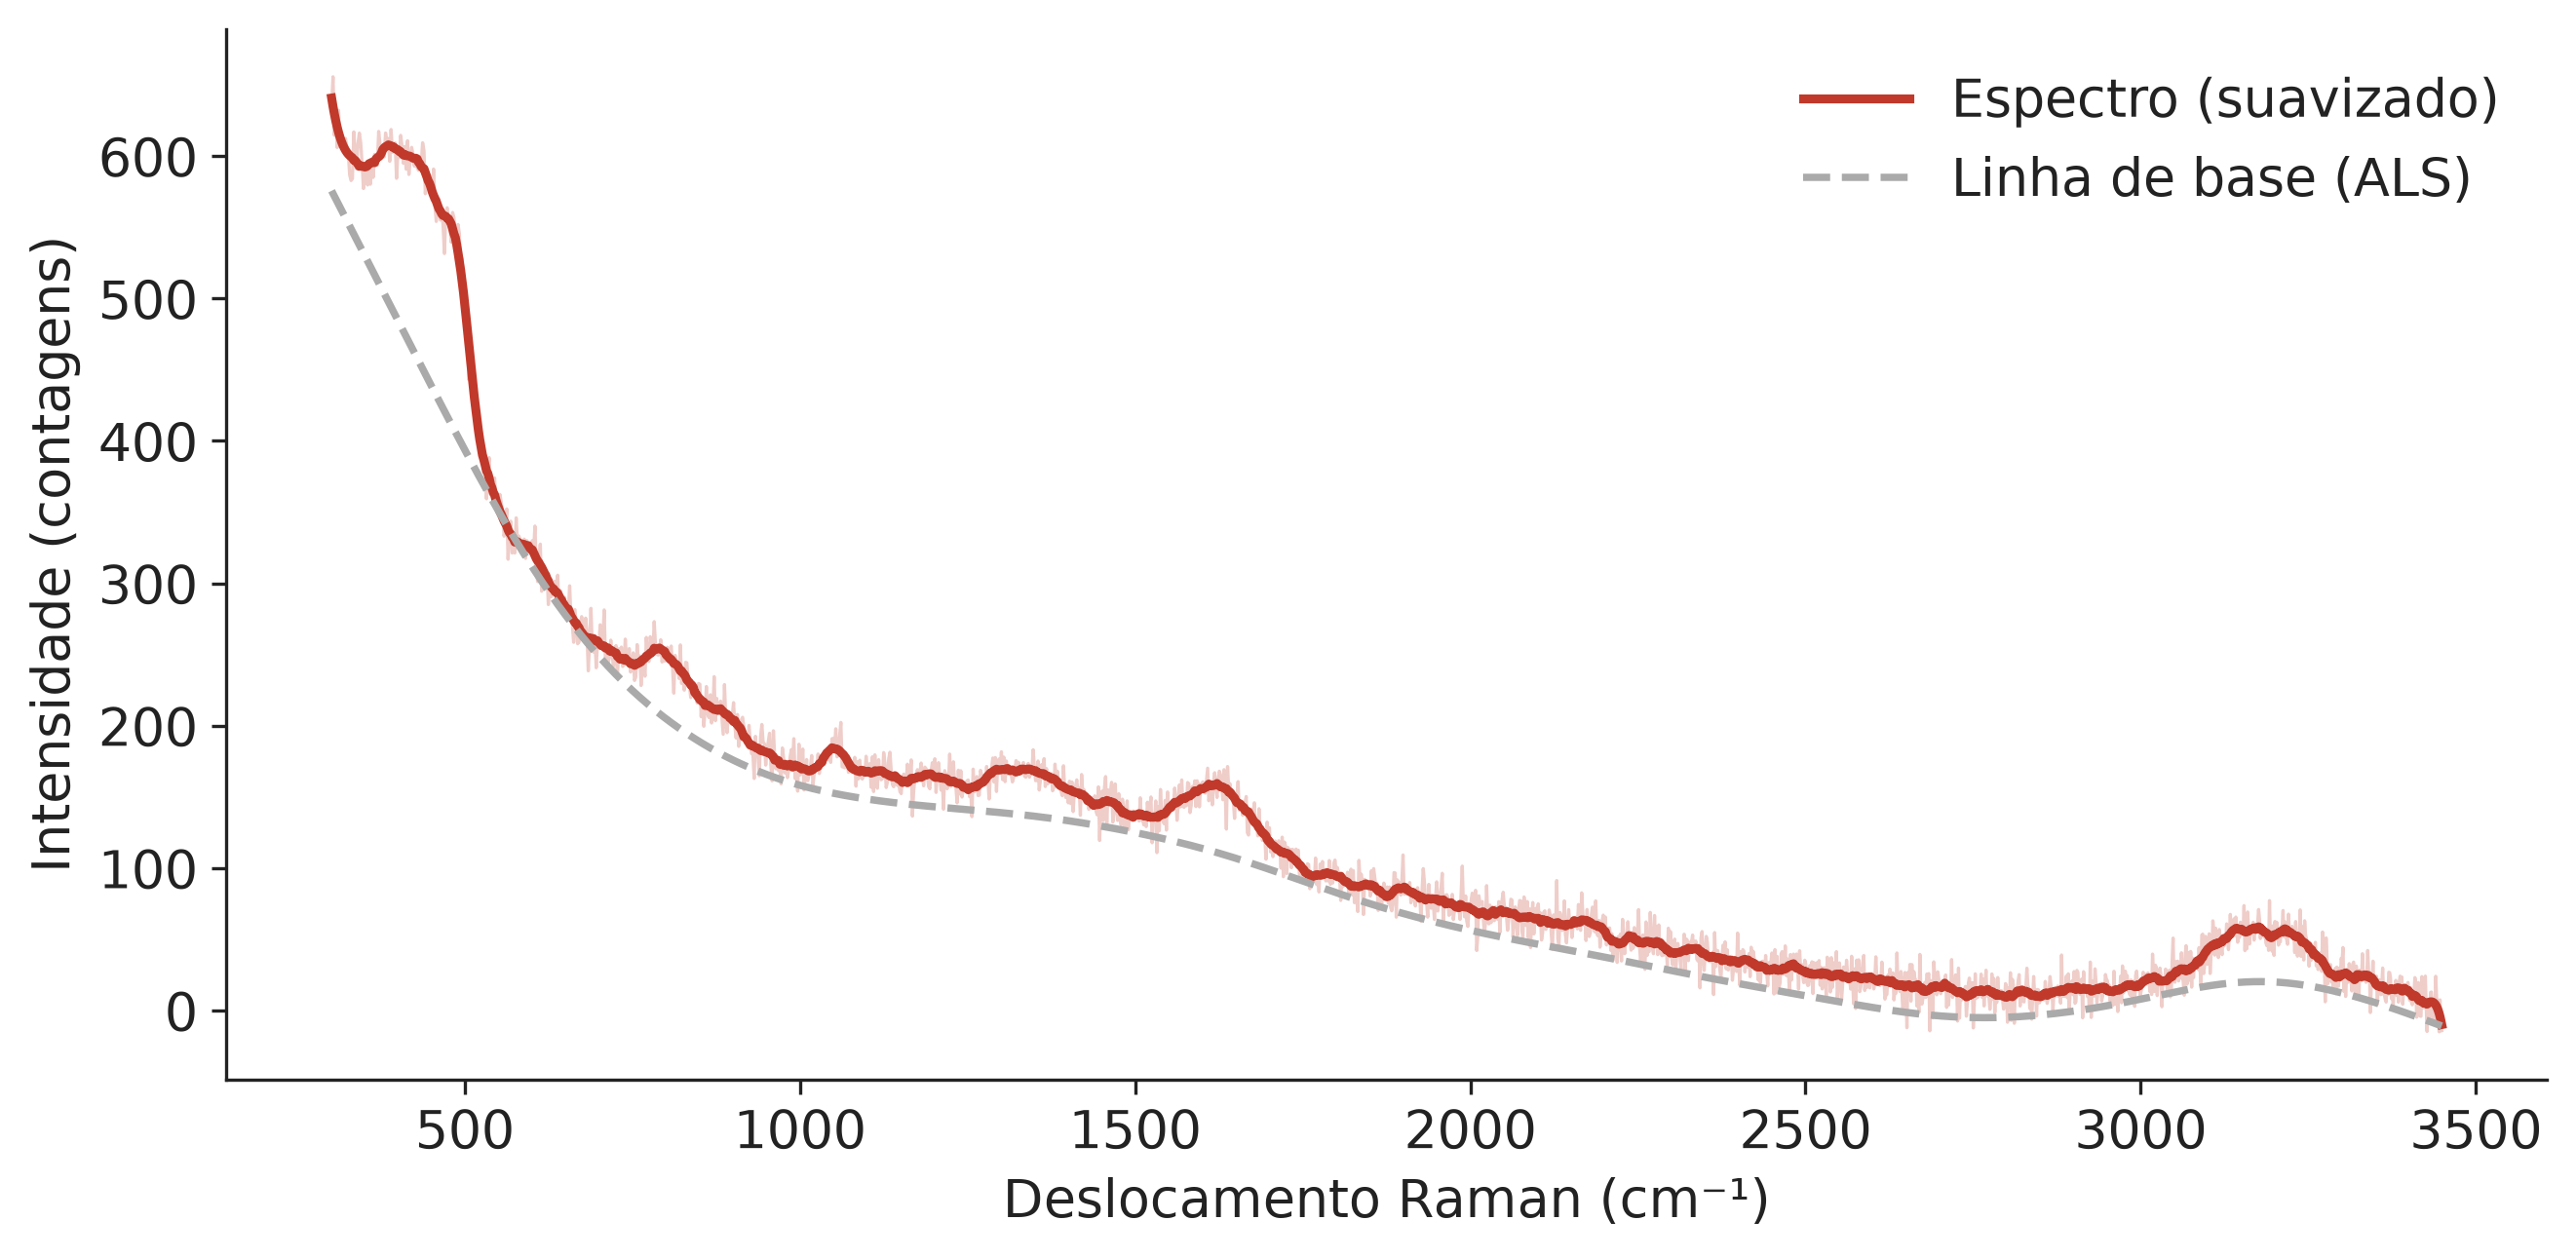 Espectro (suavizado)
Linha de base (ALS)
Intensidade (contagens)
600
500
400
300
200
100
0
500 1000 1500 2000 2500 3000 3500
Deslocamento Raman (cm⁻¹)